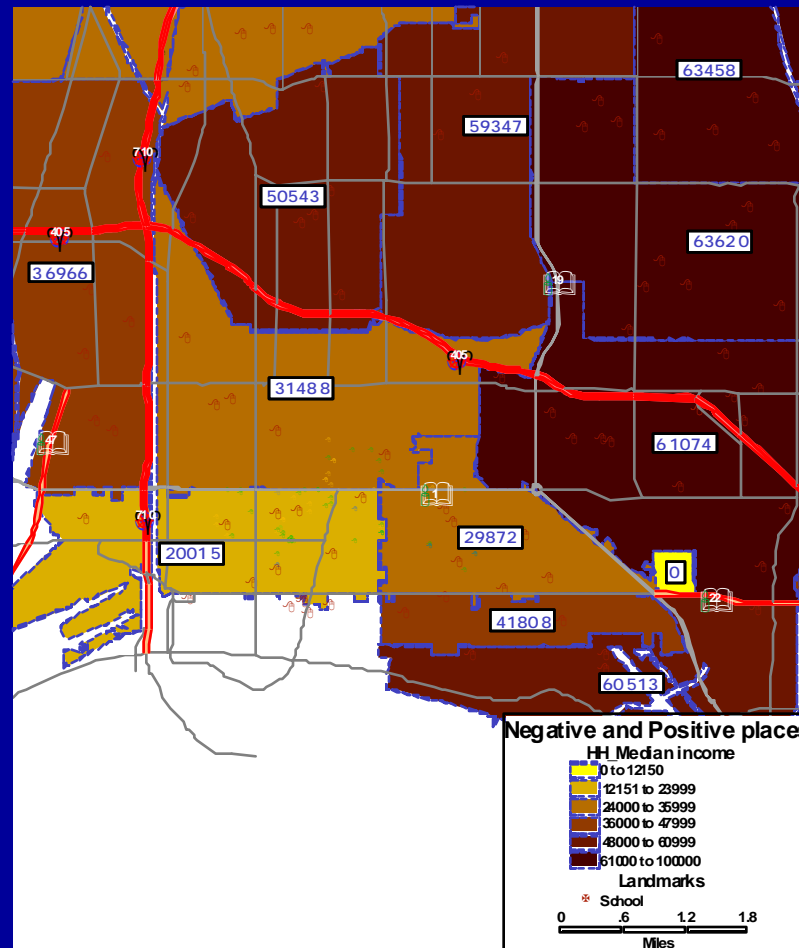 63458
59347
710
50543
405
63620
36966
19
405
31488
47
61074
1
710
29872
20015
0
22
41808
60513
Negative and Positive place
HH_Median income
0 to 12150
12151 to 23999
24000 to 35999
36000 to 47999
48000 to 60999
61000 to 100000
Landmarks
School
0 .6 1.2 1.8
Miles